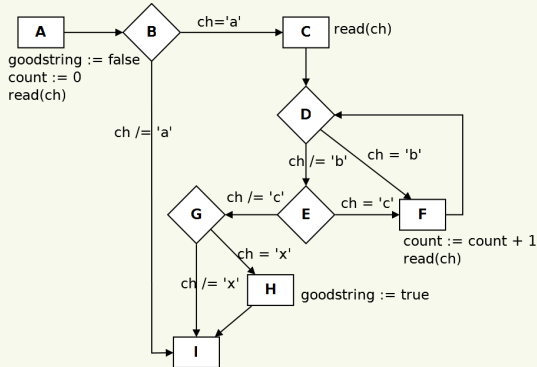 A
B
ch='a'
C
read(ch)
goodstring := false
count := 0
read(ch)
D
ch /= 'a'
ch /= 'b'
ch = 'b'
G
ch /= 'c'
E
ch = 'c'
F
count := count + 1
read(ch)
ch = 'x'
ch /= 'x'
H
goodstring := true
I